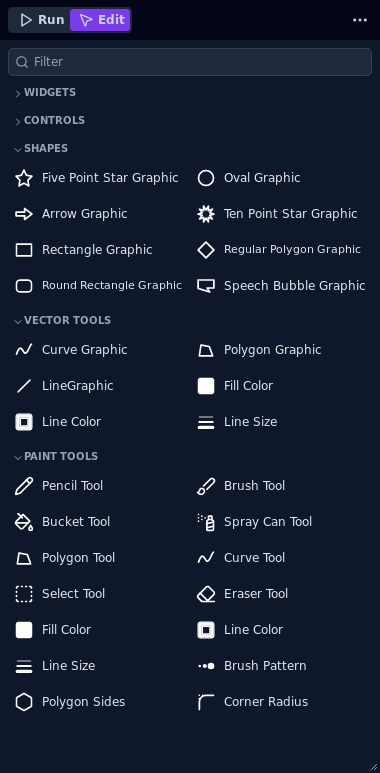 Run Edit
Filter
WIDGETS
CONTROLS
SHAPES
Five Point Star Graphic Oval Graphic
Arrow Graphic Ten Point Star Graphic
Rectangle Graphic Regular Polygon Graphic
Round Rectangle Graphic Speech Bubble Graphic
VECTOR TOOLS
Curve Graphic Polygon Graphic
LineGraphic Fill Color
Line Color Line Size
PAINT TOOLS
Pencil Tool Brush Tool
Bucket Tool Spray Can Tool
Polygon Tool Curve Tool
Select Tool Eraser Tool
Fill Color Line Color
Line Size Brush Pattern
Polygon Sides Corner Radius